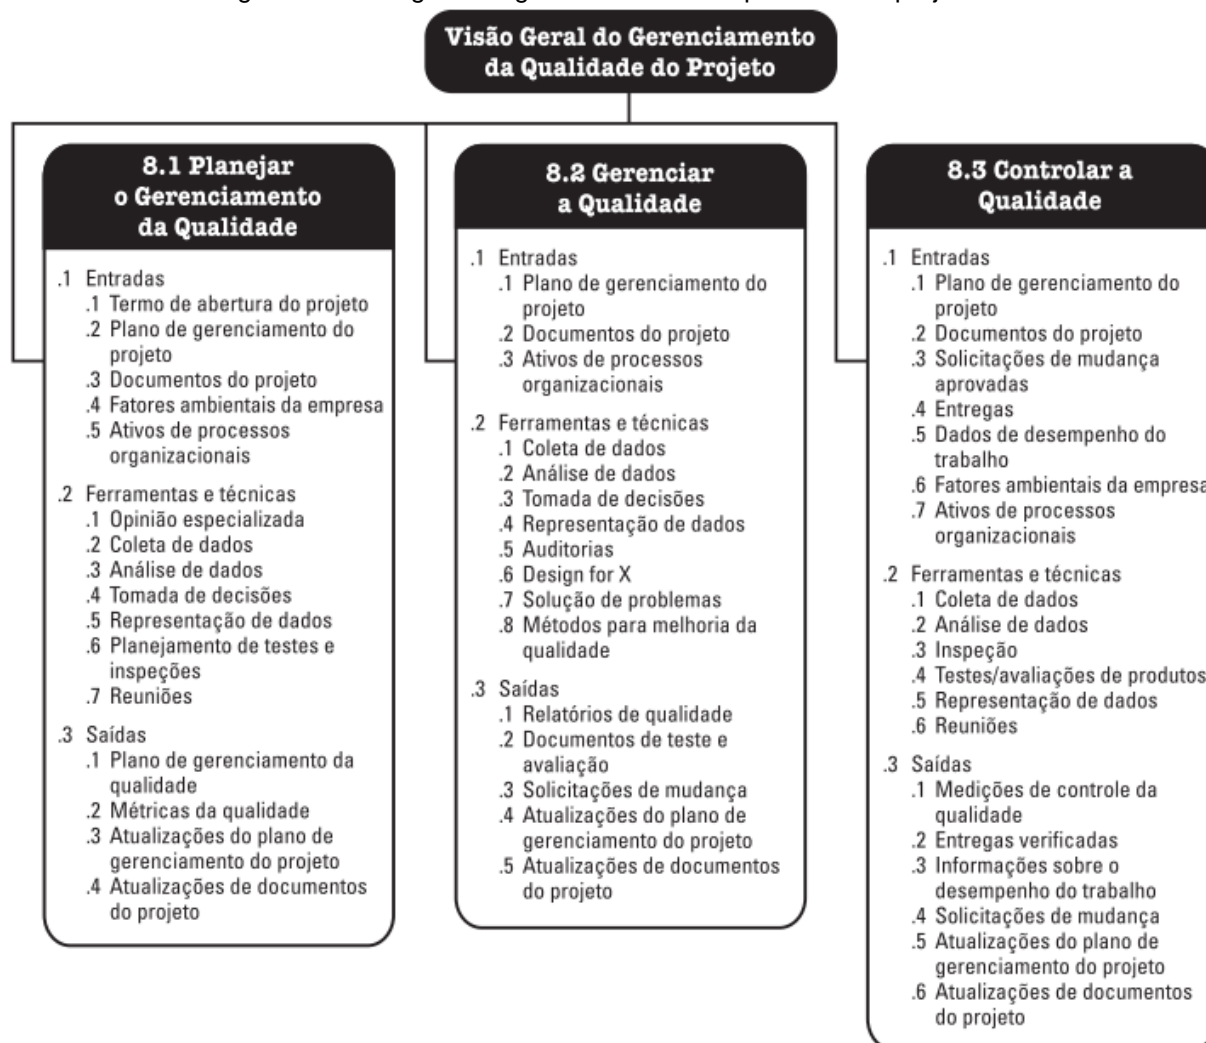 Visão Geral do Gerenciamento
da Qualidade do Projeto
8.1 Planejar
o Gerenciamento
da Qualidade
.1 Entradas
.1 Termo de abertura do projeto
.2 Plano de gerenciamento do
projeto
.3 Documentos do projeto
.4 Fatores ambientais da empresa
.5 Ativos de processos
organizacionais
.2 Ferramentas e técnicas
.1 Opinião especializada
.2 Coleta de dados
.3 Análise de dados
.4 Tomada de decisões
.5 Representação de dados
.6 Planejamento de testes e
inspeções
.7 Reuniões
.3 Saídas
.1 Plano de gerenciamento da
qualidade
.2 Métricas da qualidade
.3 Atualizações do plano de
gerenciamento do projeto
.4 Atualizações de documentos
do projeto
8.2 Gerenciar
a Qualidade
.1 Entradas
.1 Plano de gerenciamento do
projeto
.2 Documentos do projeto
.3 Ativos de processos
organizacionais
.2 Ferramentas e técnicas
.1 Coleta de dados
.2 Análise de dados
.3 Tomada de decisões
.4 Representação de dados
.5 Auditorias
.6 Design for X
.7 Solução de problemas
.8 Métodos para melhoria da
qualidade
.3 Saídas
.1 Relatórios de qualidade
.2 Documentos de teste e
avaliação
.3 Solicitações de mudança
.4 Atualizações do plano de
gerenciamento do projeto
.5 Atualizações de documentos
do projeto
8.3 Controlar a
Qualidade
.1 Entradas
.1 Plano de gerenciamento do
projeto
.2 Documentos do projeto
.3 Solicitações de mudança
aprovadas
.4 Entregas
.5 Dados de desempenho do
trabalho
.6 Fatores ambientais da empresa
.7 Ativos de processos
organizacionais
.2 Ferramentas e técnicas
.1 Coleta de dados
.2 Análise de dados
.3 Inspeção
.4 Testes/avaliações de produtos
.5 Representação de dados
.6 Reuniões
.3 Saídas
.1 Medições de controle da
qualidade
.2 Entregas verificadas
.3 Informações sobre o
desempenho do trabalho
.4 Solicitações de mudança
.5 Atualizações do plano de
gerenciamento do projeto
.6 Atualizações de documentos
do projeto